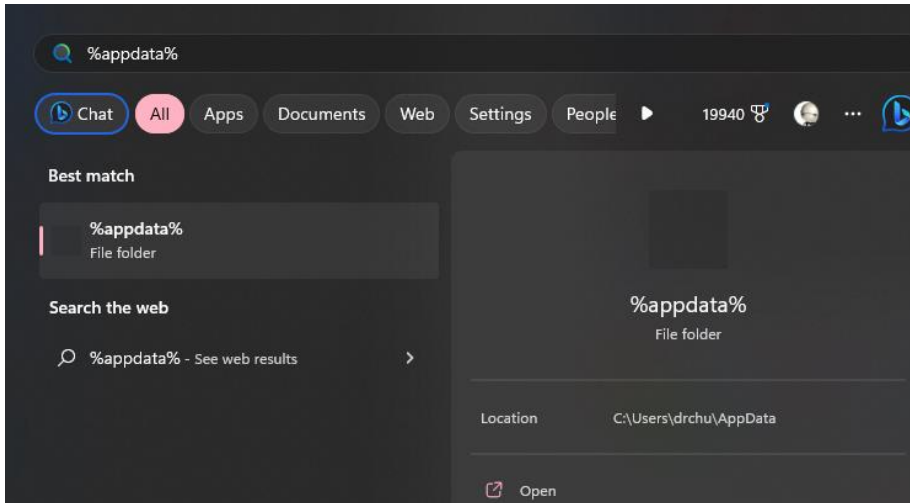 %appdata%
Chat All Apps Documents Web Settings People 19940 ...
Best match
%appdata%
File folder
Search the web
%appdata% - See web results
%appdata%
File folder
Location C:\Users\drchu\AppData
Open